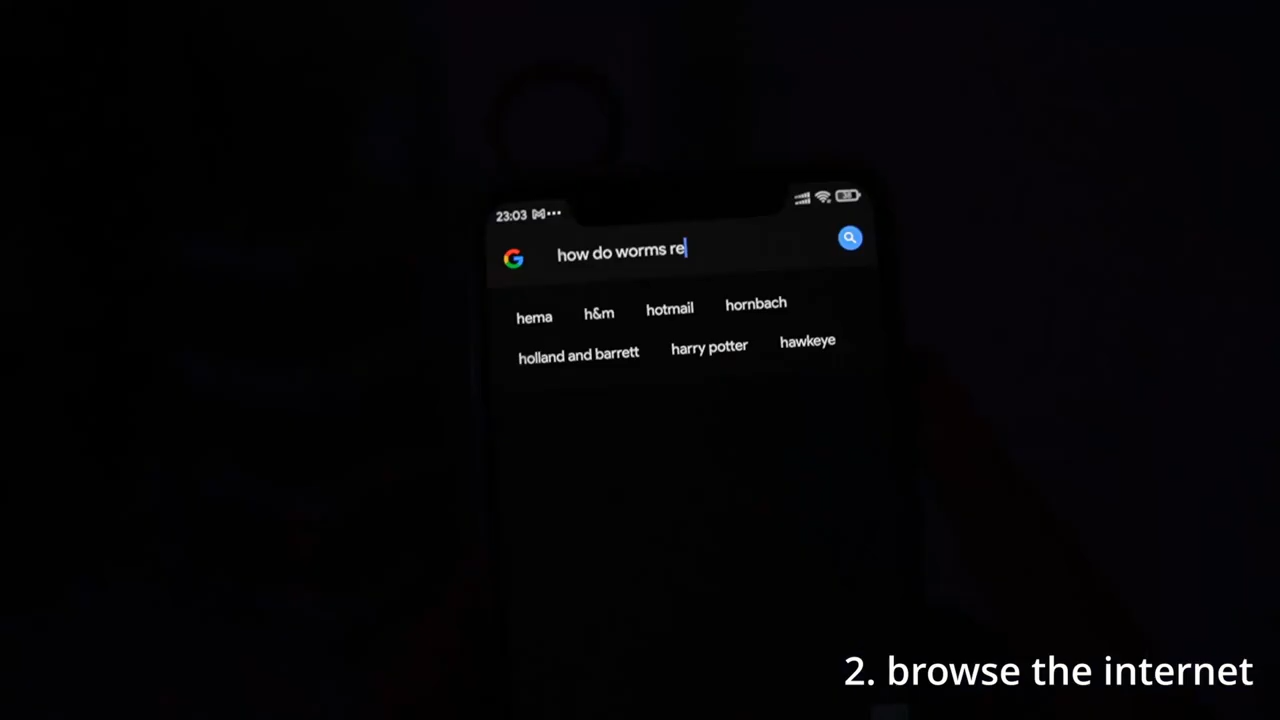 23:03
how do worms re
hema h&m hotmail hornbach
holland and barrett harry potter hawkeye
2. browse the internet